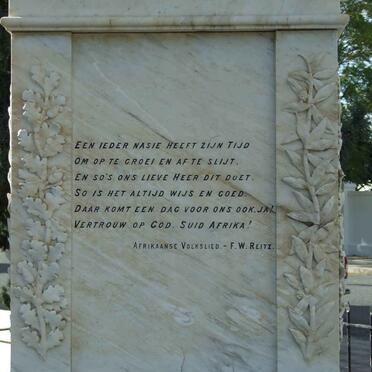 EEN IEDER NASIE HEEFT ZIJN TIJD
OM OP TE GROEI EN AF TE SLIJT.
EN SO'S ONS LIEVE HEER DIT DOET.
SO IS HET ALTIJD WIJS EN GOED.
DAAR KOMT EEN DAG VOOR ONS OOK, JA!
VERTROUW OP GOD. SUID AFRIKA!
AFRIKAANSE VOLKSLIED - F. W. REITZ.